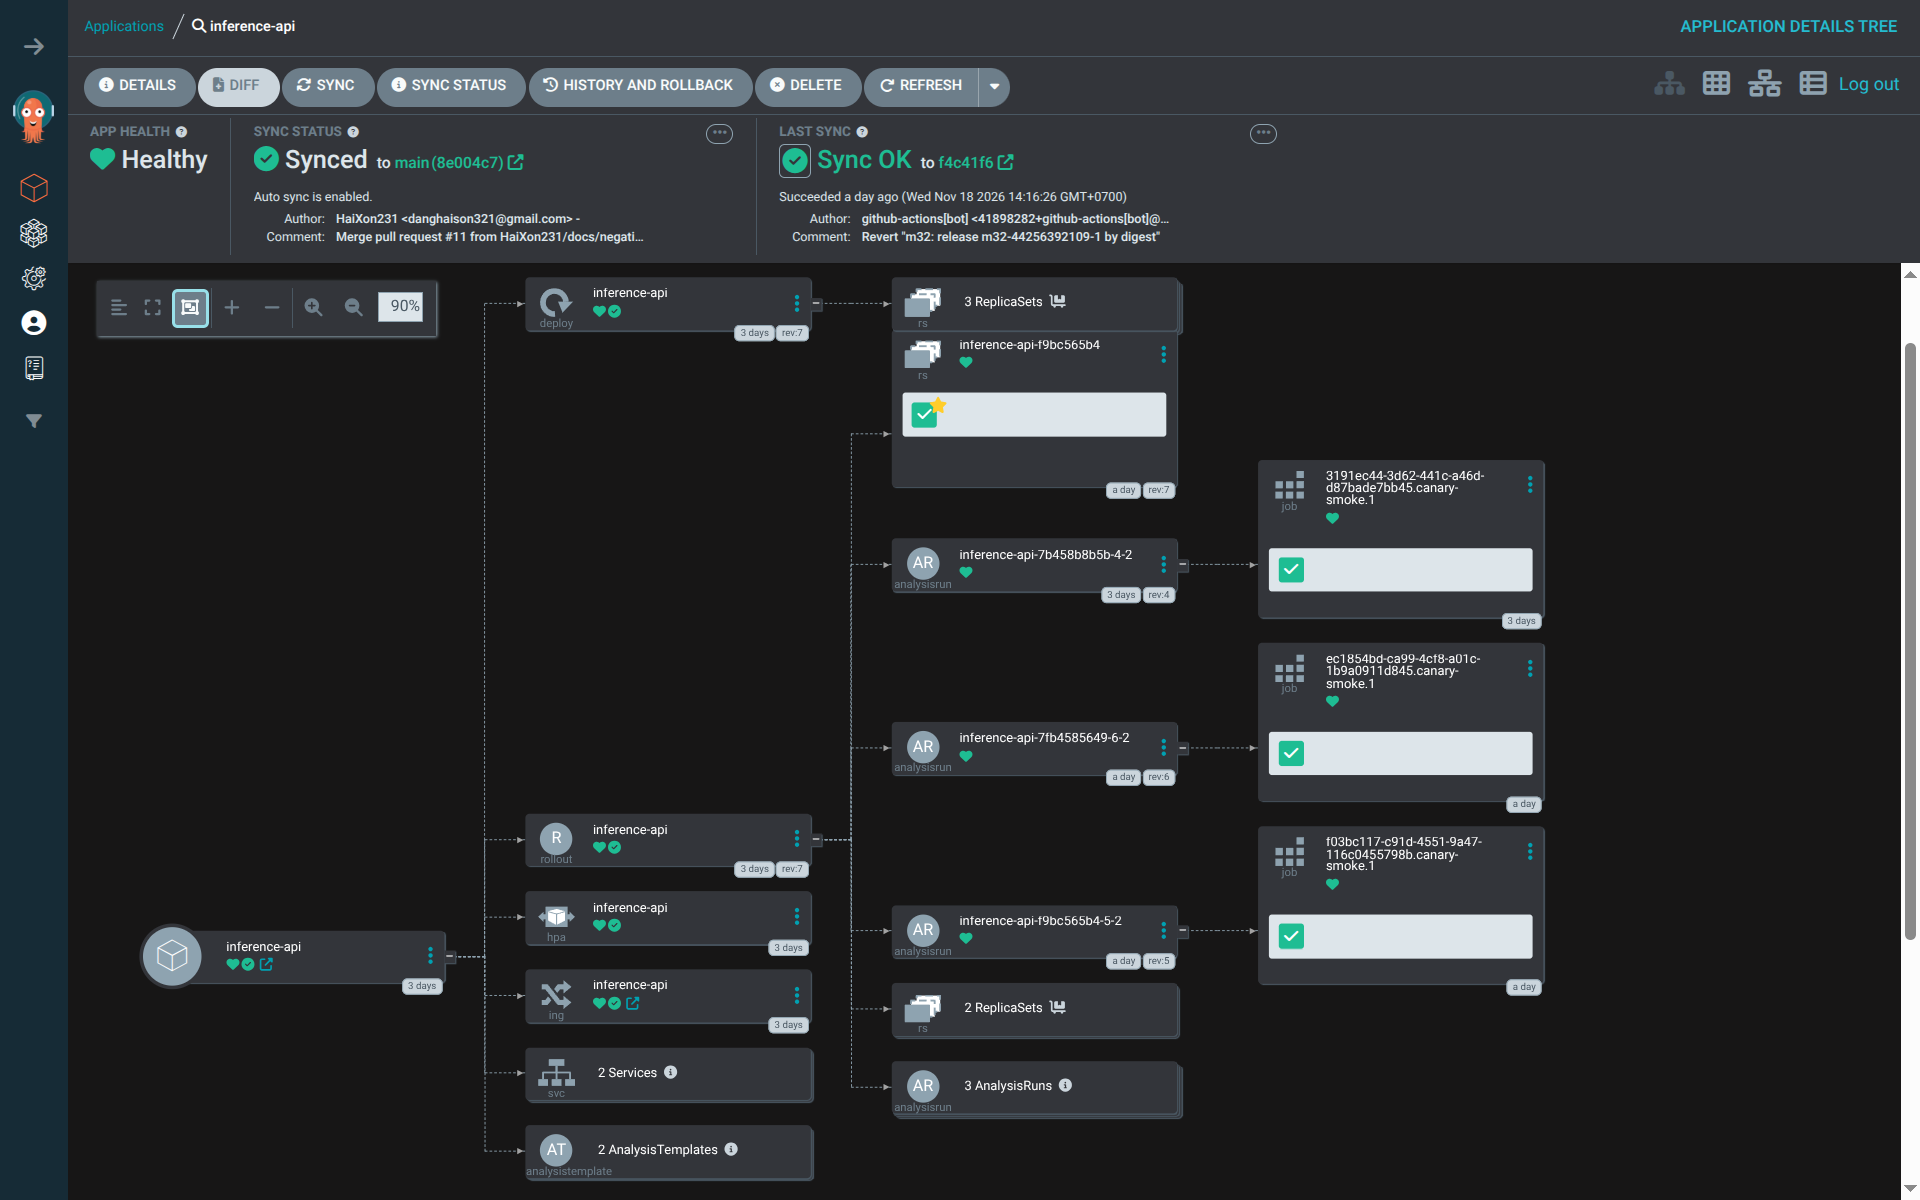 Applications / inference-api
APPLICATION DETAILS TREE
DETAILS
DIFF
SYNC
SYNC STATUS
HISTORY AND ROLLBACK
DELETE
REFRESH
Log out
APP HEALTH
Healthy
SYNC STATUS
Synced to main (8e004c7)
Auto sync is enabled.
Author: HaiXon231 <danghaison321@gmail.com> -
Comment: Merge pull request #11 from HaiXon231/docs/negati...
LAST SYNC
Sync OK to f4c41f6
Succeeded a day ago (Wed Nov 18 2026 14:16:26 GMT+0700)
Author: github-actions[bot] <41898282+github-actions[bot]@...
Comment: Revert "m32: release m32-44256392109-1 by digest"
90%
inference-api
3 days
inference-api
deploy
3 days
rev:7
inference-api
rollout
3 days
rev:7
inference-api
hpa
3 days
inference-api
ing
3 days
2 Services
svc
AT
2 AnalysisTemplates
analysistemplate
R
3 ReplicaSets
rs
inference-api-f9bc565b4
rs
a day
rev:7
AR
inference-api-7b458b8b5b-4-2
analysisrun
3 days
rev:4
AR
inference-api-7fb4585649-6-2
analysisrun
a day
rev:6
AR
inference-api-f9bc565b4-5-2
analysisrun
a day
rev:5
2 ReplicaSets
rs
AR
3 AnalysisRuns
analysisrun
3191ec44-3d62-441c-a46d-
d87bade7bb45.canary-
smoke.1
job
3 days
ec1854bd-ca99-4cf8-a01c-
1b9a0911d845.canary-
smoke.1
job
a day
f03bc117-c91d-4551-9a47-
116c0455798b.canary-
smoke.1
job
a day